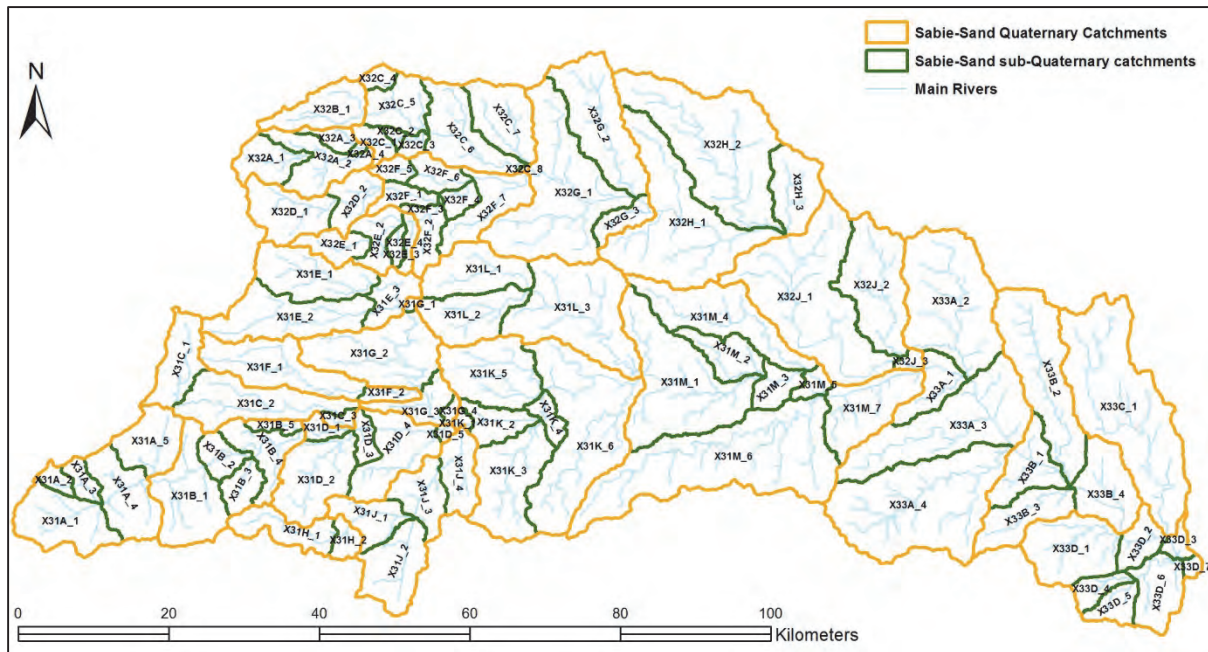 Sabie-Sand Quaternary Catchments
Sabie-Sand sub-Quaternary catchments
Main Rivers
N
X32C_4
X32B_1
X32C_5
X32C_7
X32G_2
X32A_3
X32C_2
X32C_1
X32C_3
X32C_6
X32H_2
X32A_1
X32A_2
X32A_4
X32F_5
X32F_6
X32C_8
X32H_3
X32D_2
X32F_1
X32F_4
X32F_7
X32G_1
X32D_1
X32F_3
X32G_3
X32H_1
X32E_1
X32E_2
X32E_4
X32E_3
X32F_2
X31E_1
X31L_1
X33A_2
X31E_3
X31G_1
X31L_3
X32J_1
X32J_2
X31E_2
X31L_2
X31M_4
X31C_1
X31G_2
X31M_2
X32J_3
X33B_2
X31F_1
X31K_5
X31M_1
X31M_3
X31M_5
X33A_1
X33C_1
X31F_2
X31C_2
X31G_3
X31G_4
X31K_4
X31M_7
X31C_3
X31B_5
X31D_1
X31K_1
X31K_2
X33A_3
X31A_5
X31B_4
X31D_3
X31D_4
X31D_5
X31K_6
X31M_6
X31B_2
X31B_3
X31K_3
X33B_1
X31A_2
X31A_3
X31A_4
X31B_1
X31D_2
X31J_4
X33B_4
X31A_1
X31J_1
X31J_3
X33A_4
X33B_3
X31H_1
X31H_2
X31J_2
X33D_1
X33D_2
X33D_3
X33D_7
X33D_4
X33D_5
X33D_6
0 20 40 60 80 100
Kilometers